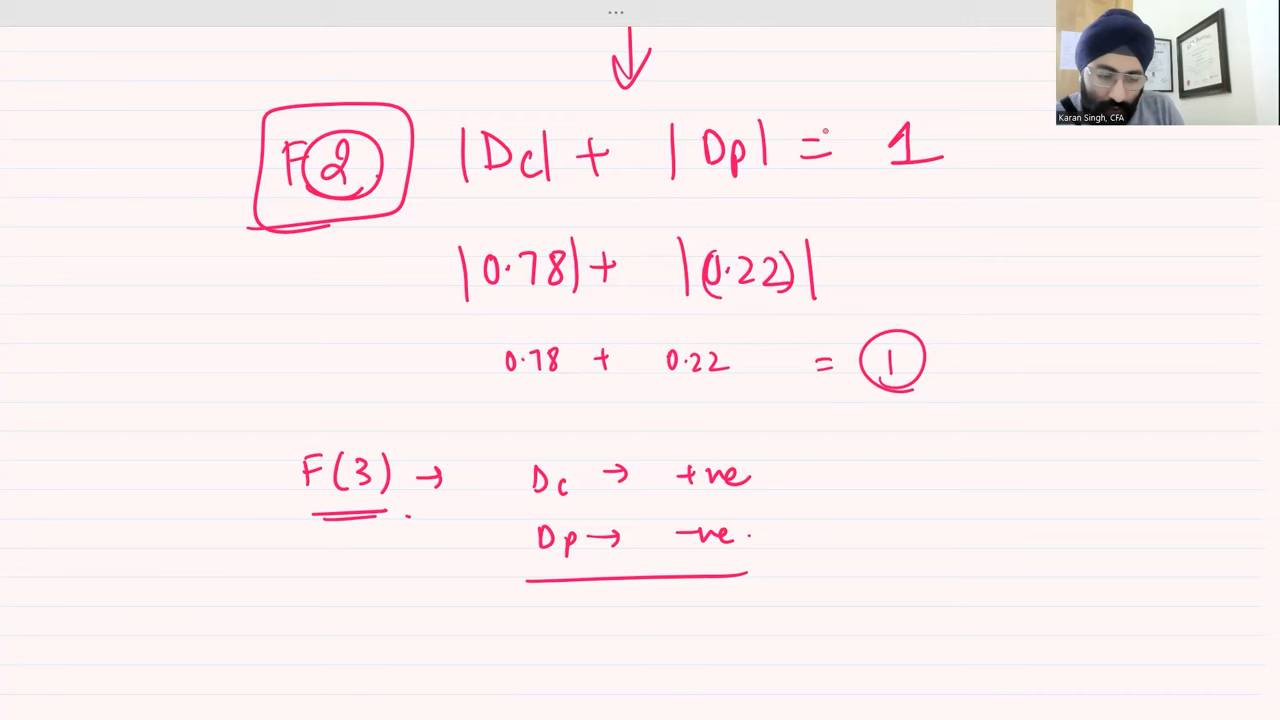 ...
Karan Singh, CFA
F2 |Dc| + |Dp| = 1
|0.78| + |(0.22)|
0.78 + 0.22 = 1
F(3) → Dc → +ve
Dp → -ve.